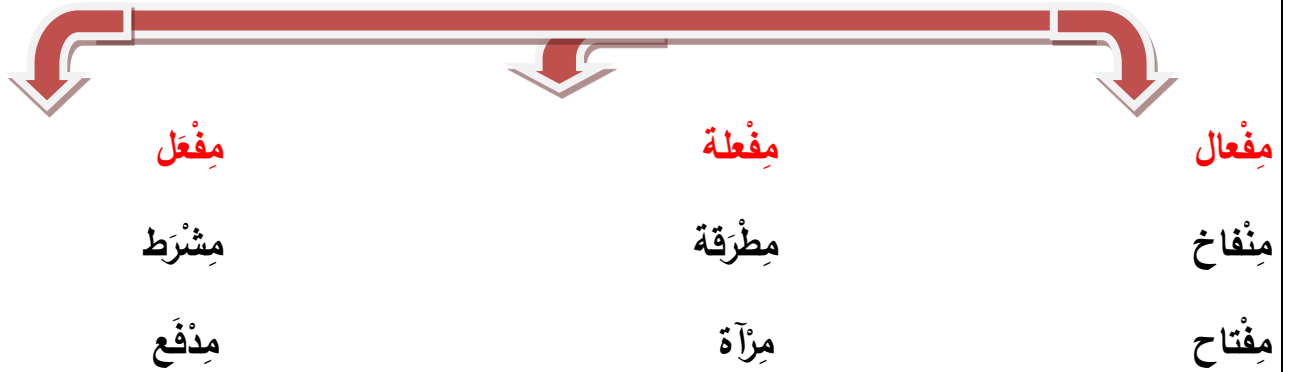 مِفْعال مِفْعلة مِفْعَل
مِنْفاخ مِطْرَقة مِشْرَط
مِفْتاح مِرْآة مِدْفَع